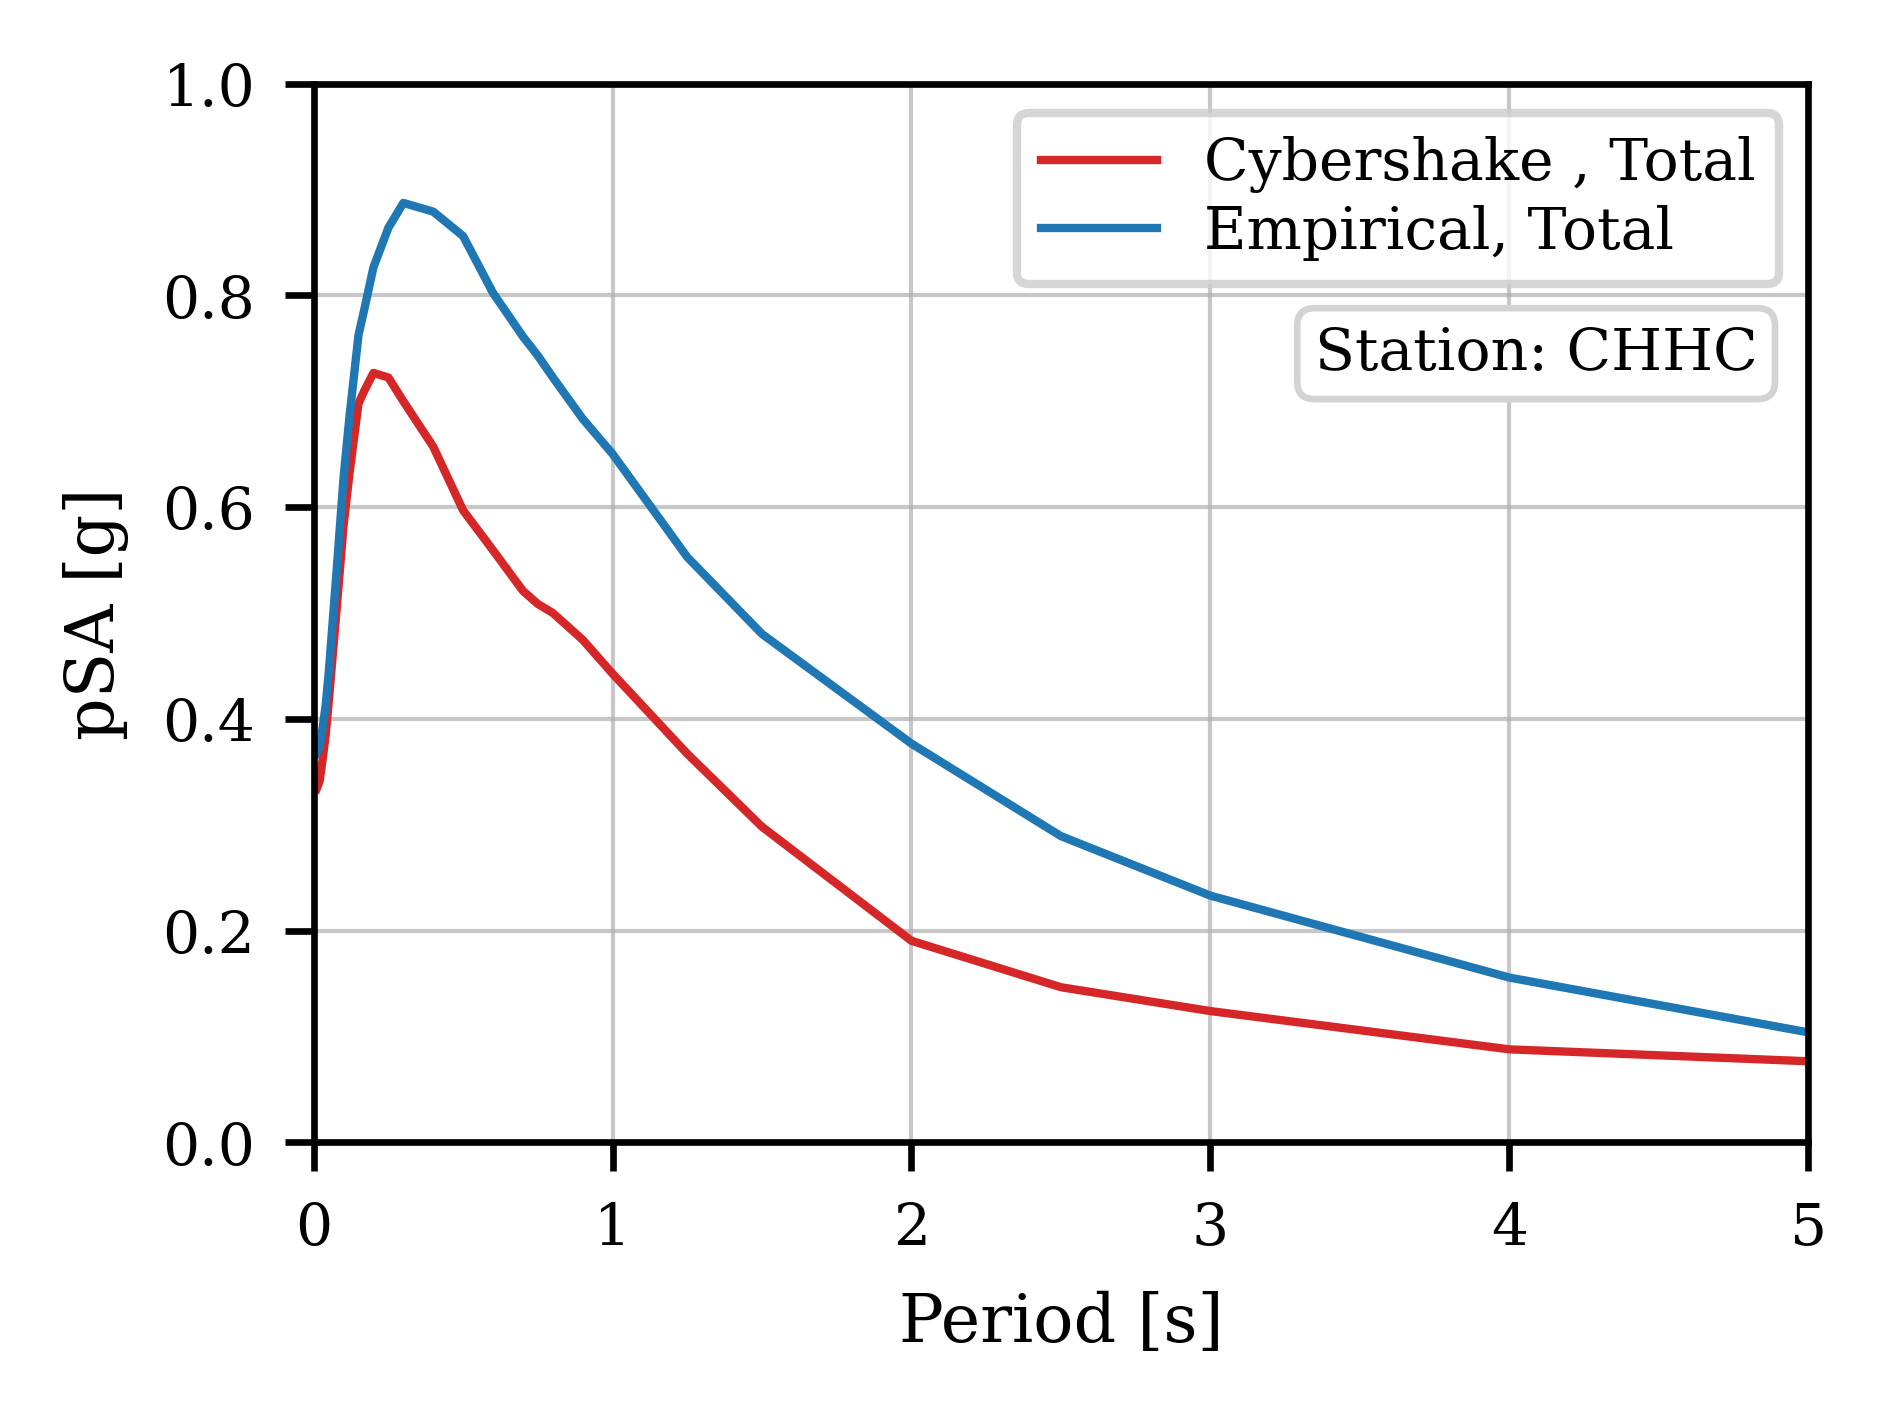 1.0
0.8
0.6
0.4
0.2
0.0
pSA [g]
Cybershake , Total
Empirical, Total
Station: CHHC
0 1 2 3 4 5
Period [s]